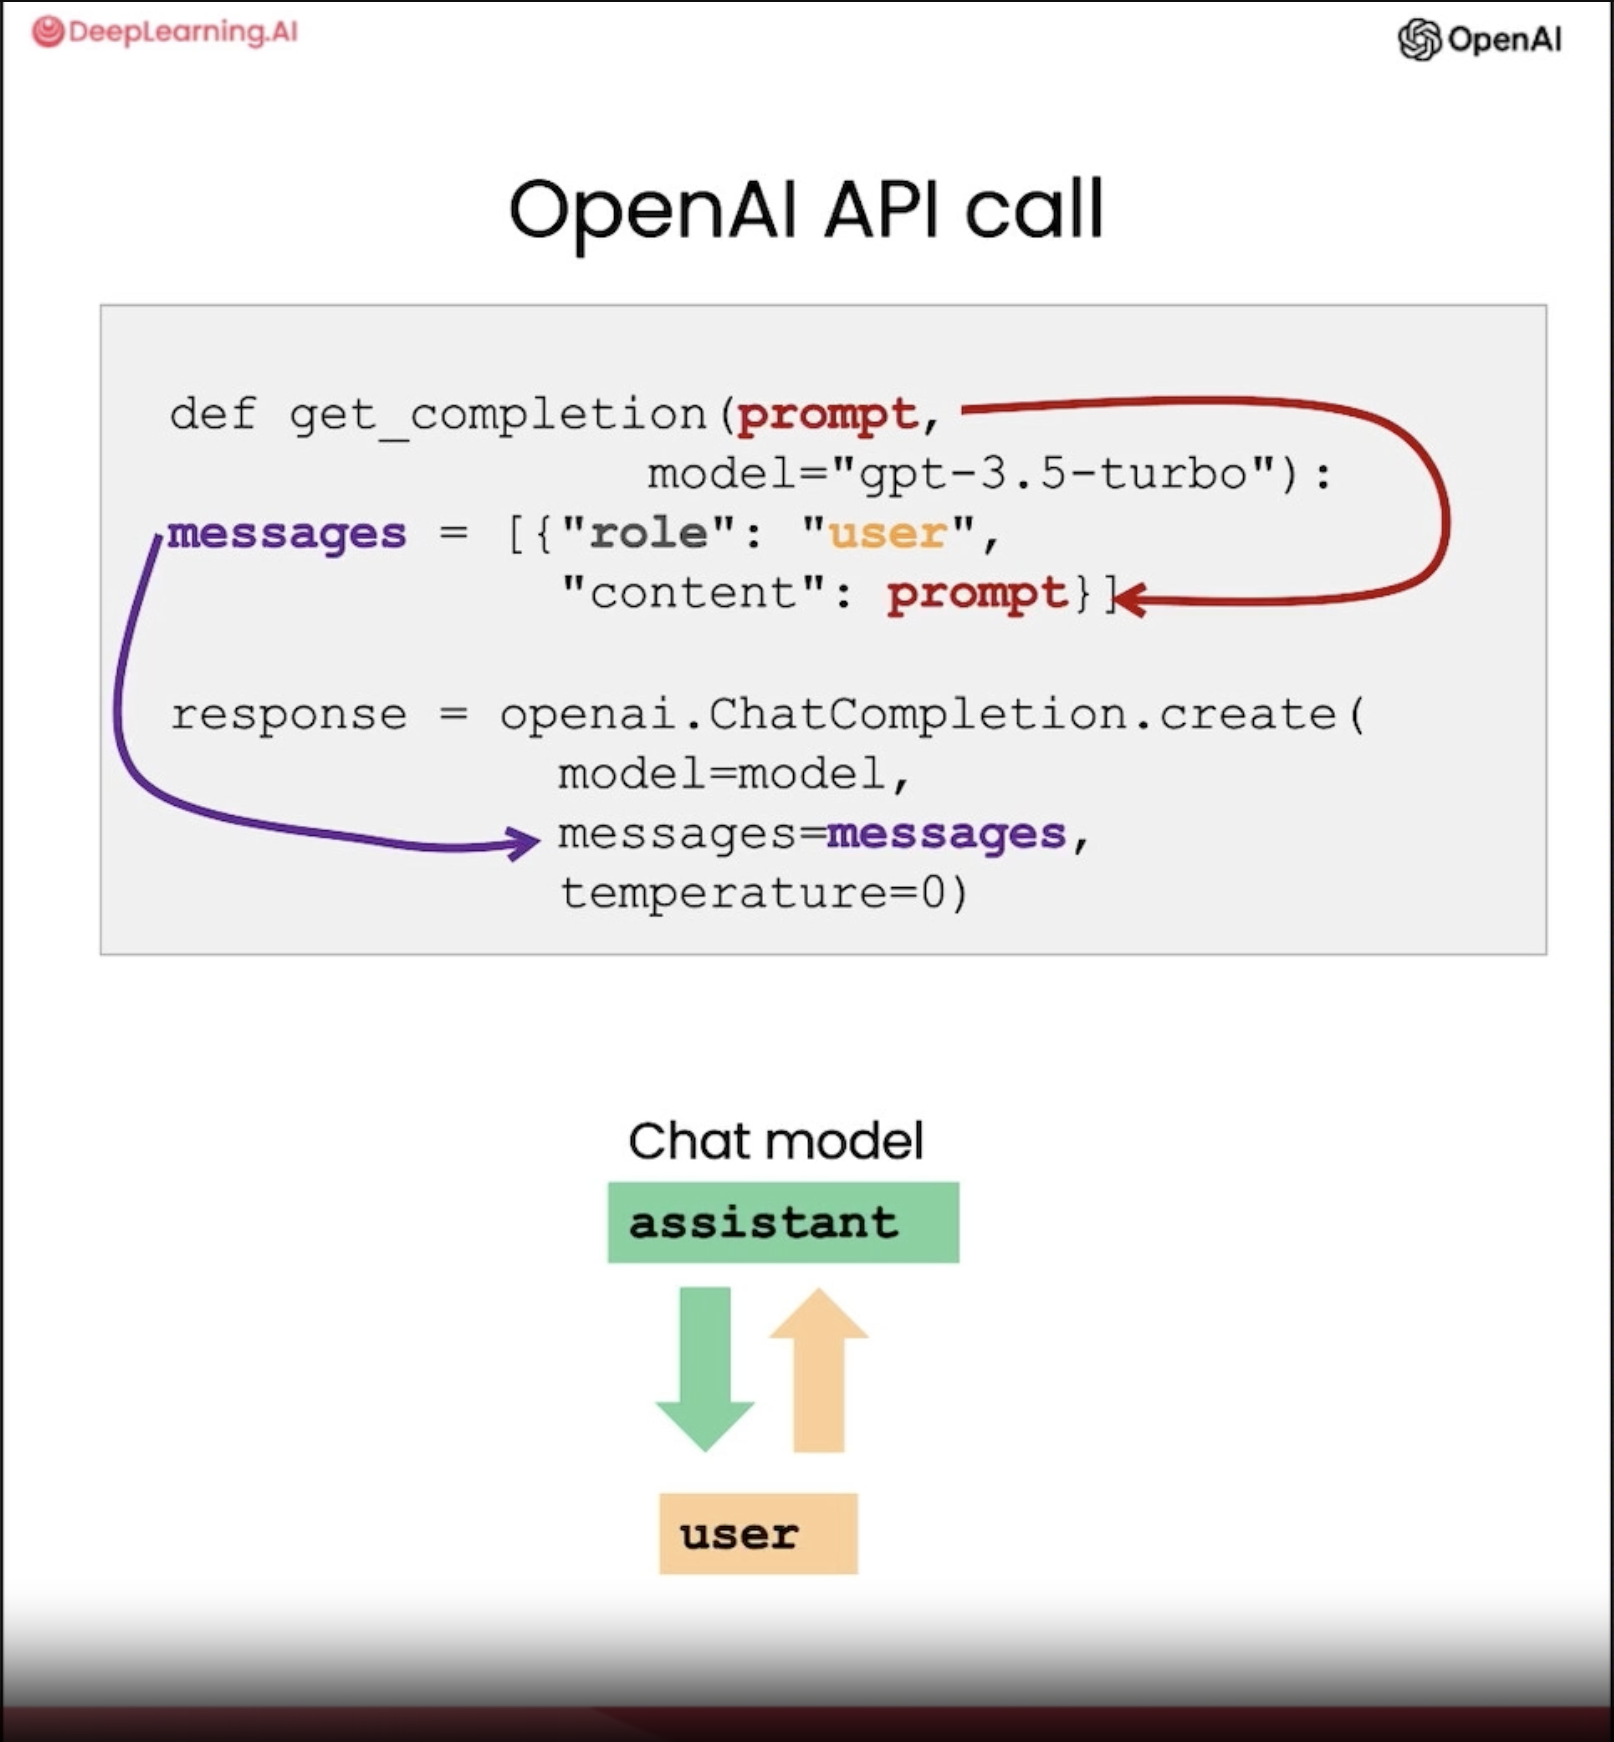 DeepLearning.AI
OpenAI
OpenAI API call
def get_completion(prompt,
model="gpt-3.5-turbo"):
messages = [{"role": "user",
"content": prompt}]
response = openai.ChatCompletion.create(
model=model,
messages=messages,
temperature=0)
Chat model
assistant
user